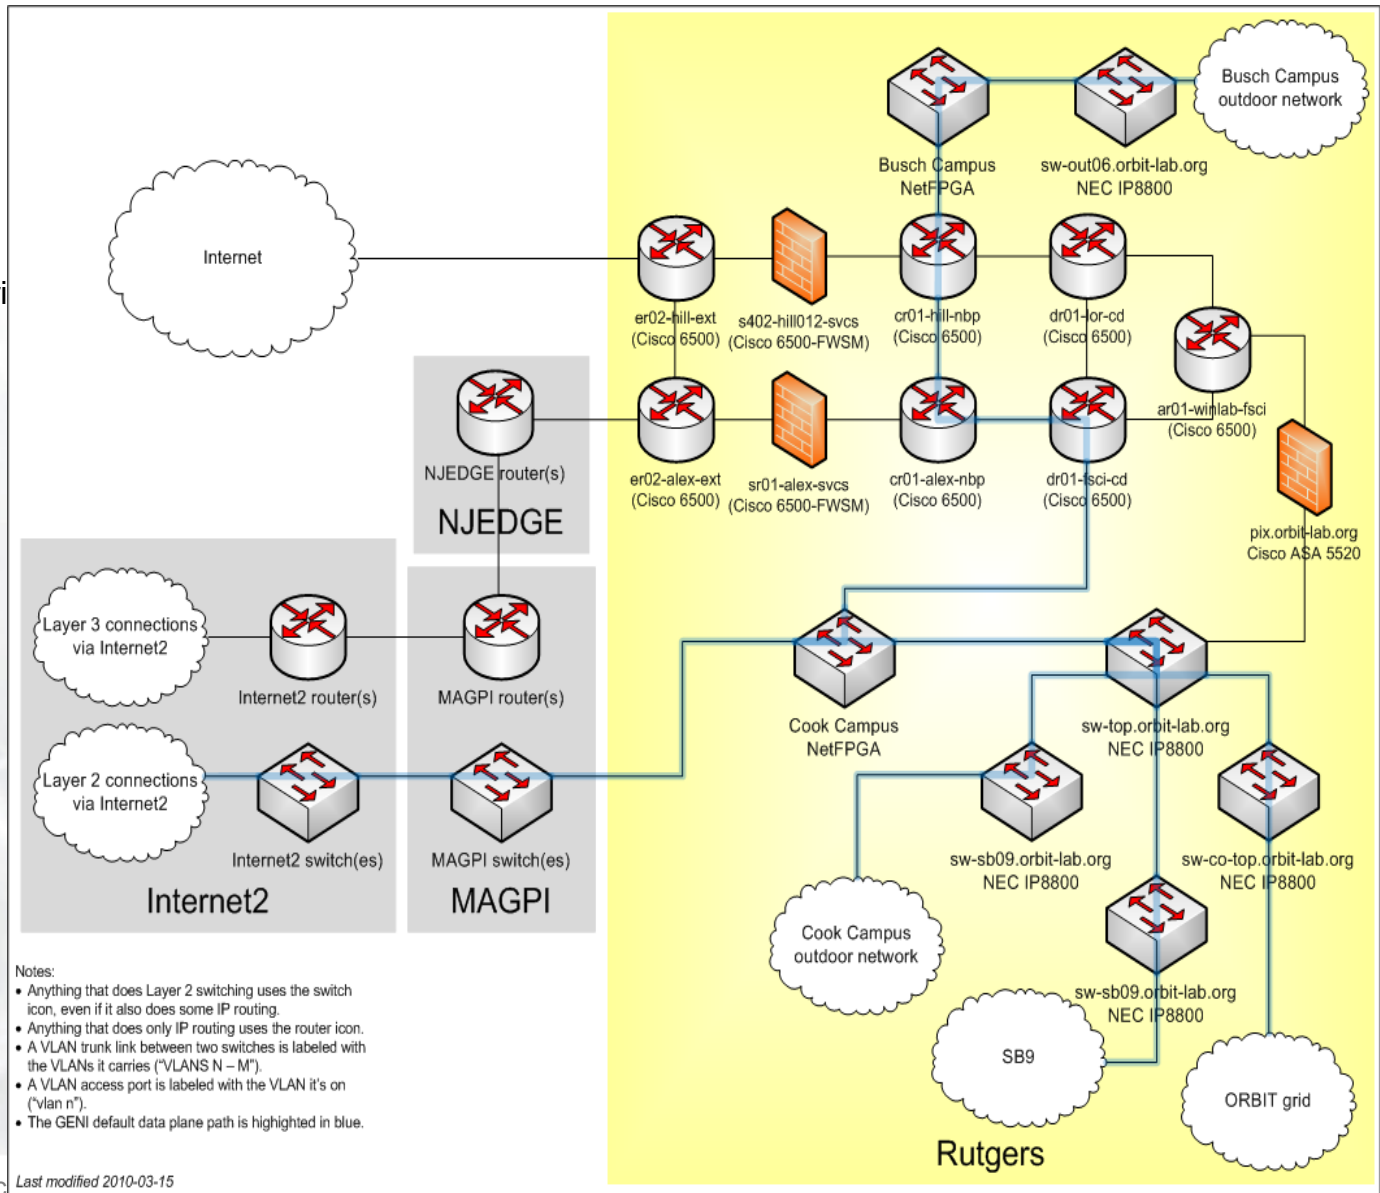 Busch Campus
outdoor network
Busch Campus
NetFPGA
sw-out06.orbit-lab.org
NEC IP8800
Internet
er02-hill-ext
(Cisco 6500)
s402-hill012-svcs
(Cisco 6500-FWSM)
cr01-hill-nbp
(Cisco 6500)
dr01-lor-cd
(Cisco 6500)
ar01-winlab-fsci
(Cisco 6500)
NJEDGE router(s)
NJEDGE
er02-alex-ext
(Cisco 6500)
sr01-alex-svcs
(Cisco 6500-FWSM)
cr01-alex-nbp
(Cisco 6500)
dr01-fsci-cd
(Cisco 6500)
pix.orbit-lab.org
Cisco ASA 5520
Layer 3 connections
via Internet2
Internet2 router(s)
MAGPI router(s)
Cook Campus
NetFPGA
sw-top.orbit-lab.org
NEC IP8800
Layer 2 connections
via Internet2
Internet2 switch(es)
MAGPI switch(es)
Internet2
MAGPI
sw-sb09.orbit-lab.org
NEC IP8800
sw-co-top.orbit-lab.org
NEC IP8800
Cook Campus
outdoor network
sw-sb09.orbit-lab.org
NEC IP8800
SB9
ORBIT grid
Rutgers
Notes:
• Anything that does Layer 2 switching uses the switch
icon, even if it also does some IP routing.
• Anything that does only IP routing uses the router icon.
• A VLAN trunk link between two switches is labeled with
the VLANs it carries (“VLANS N – M”).
• A VLAN access port is labeled with the VLAN it's on
(“vlan n”).
• The GENI default data plane path is highlighted in blue.
Last modified 2010-03-15